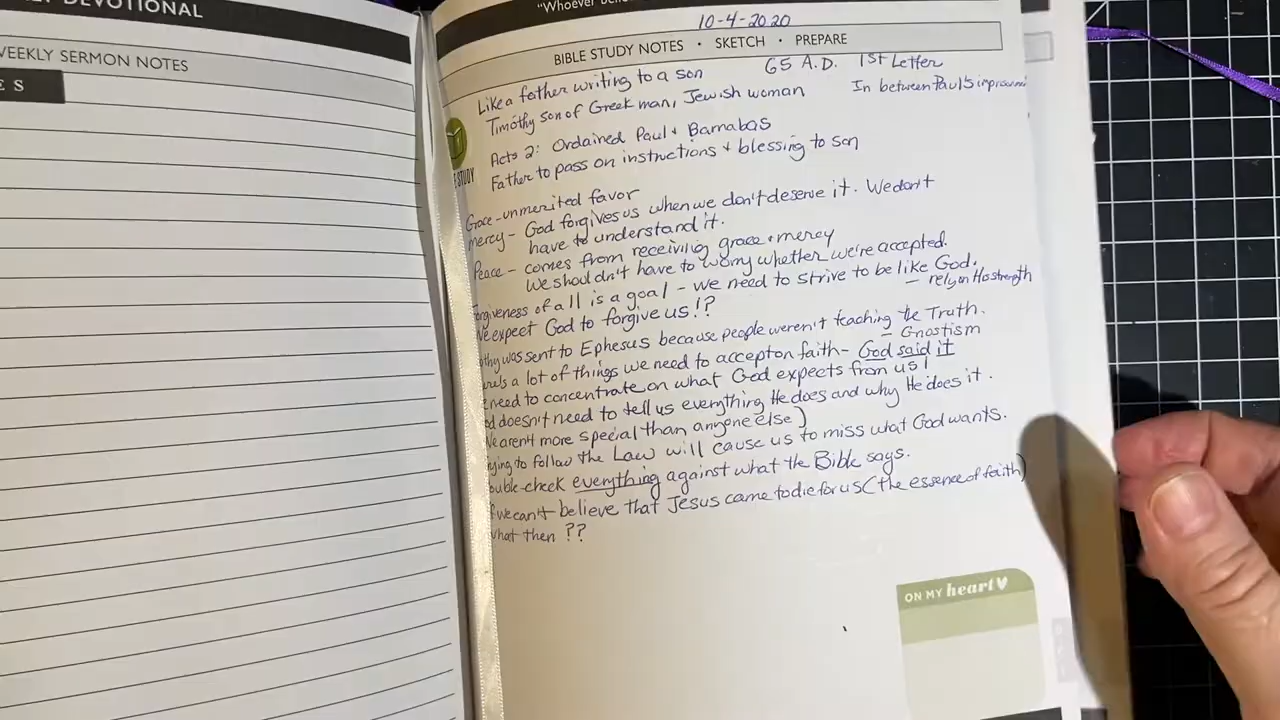 DEVOTIONAL
WEEKLY SERMON NOTES
E S
"Whoever
10-4-2020
BIBLE STUDY NOTES • SKETCH • PREPARE
Like a father writing to a son
65 A.D. 1st Letter
Timothy son of Greek man, Jewish woman
In between Paul's
STUDY
Acts 2: Ordained Paul & Barnabas
Father to pass on instructions & blessing to son
Grace - unmerited favor
mercy - God forgives us when we don't deserve it. We don't
have to understand it.
Peace - comes from receiving grace & mercy
We shouldn't have to worry whether we're accepted.
orgiveness of all is a goal - we need to strive to be like God.
- rely on His strength
e expect God to forgive us!?
othy was sent to Ephesus because people weren't teaching the Truth.
- Gnostism
ere's a lot of things we need to accept on faith - God said it
e need to concentrate on what God expects from us!
od doesn't need to tell us everything He does and why He does it.
We aren't more special than anyone else)
ying to follow the Law will cause us to miss what God wants.
ouble-check everything against what the Bible says.
f we can't believe that Jesus came to die for us (the essence of faith)
what then ??
ON MY heart